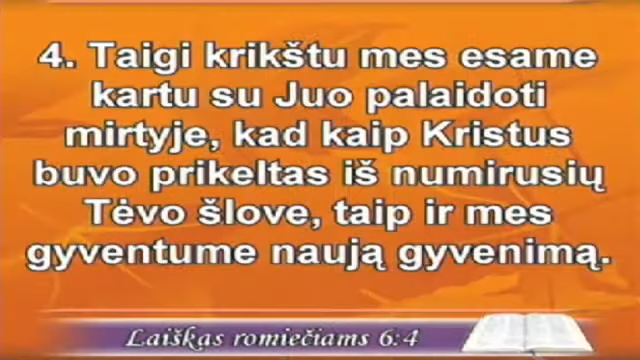 4. Taigi krikštu mes esame
kartu su Juo palaidoti
mirtyje, kad kaip Kristus
buvo prikeltas iš numirusių
Tėvo šlove, taip ir mes
gyventume naują gyvenimą.
Laiškas romiečiams 6:4